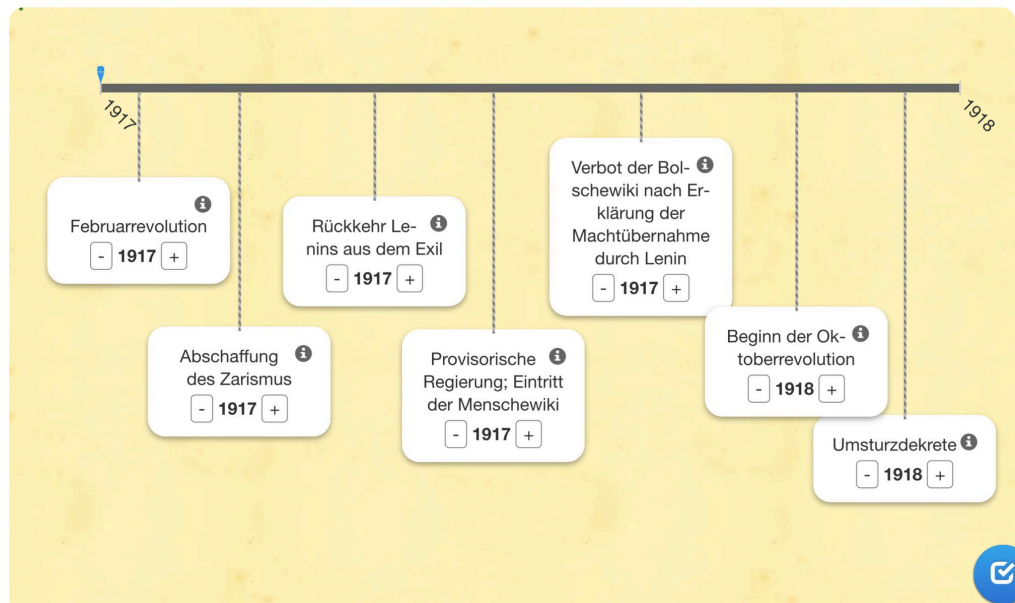 1917
1918
Februarrevolution
- 1917 +
Abschaffung
des Zarismus
- 1917 +
Rückkehr Le-
nins aus dem Exil
- 1917 +
Provisorische
Regierung; Eintritt
der Menschewiki
- 1917 +
Verbot der Bol-
schewiki nach Er-
klärung der
Machtübernahme
durch Lenin
- 1917 +
Beginn der Ok-
toberrevolution
- 1918 +
Umsturzdekrete
- 1918 +